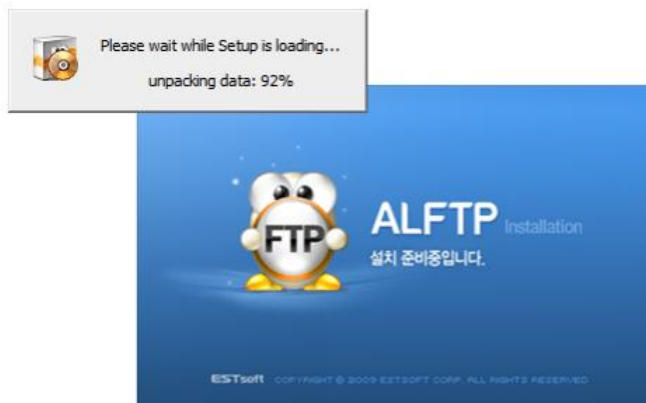 Please wait while Setup is loading...
unpacking data: 92%
FTP
ALFTP Installation
설치 준비중입니다.
ESTsoft COPYRIGHT © 2009 ESTSOFT CORP. ALL RIGHTS RESERVED